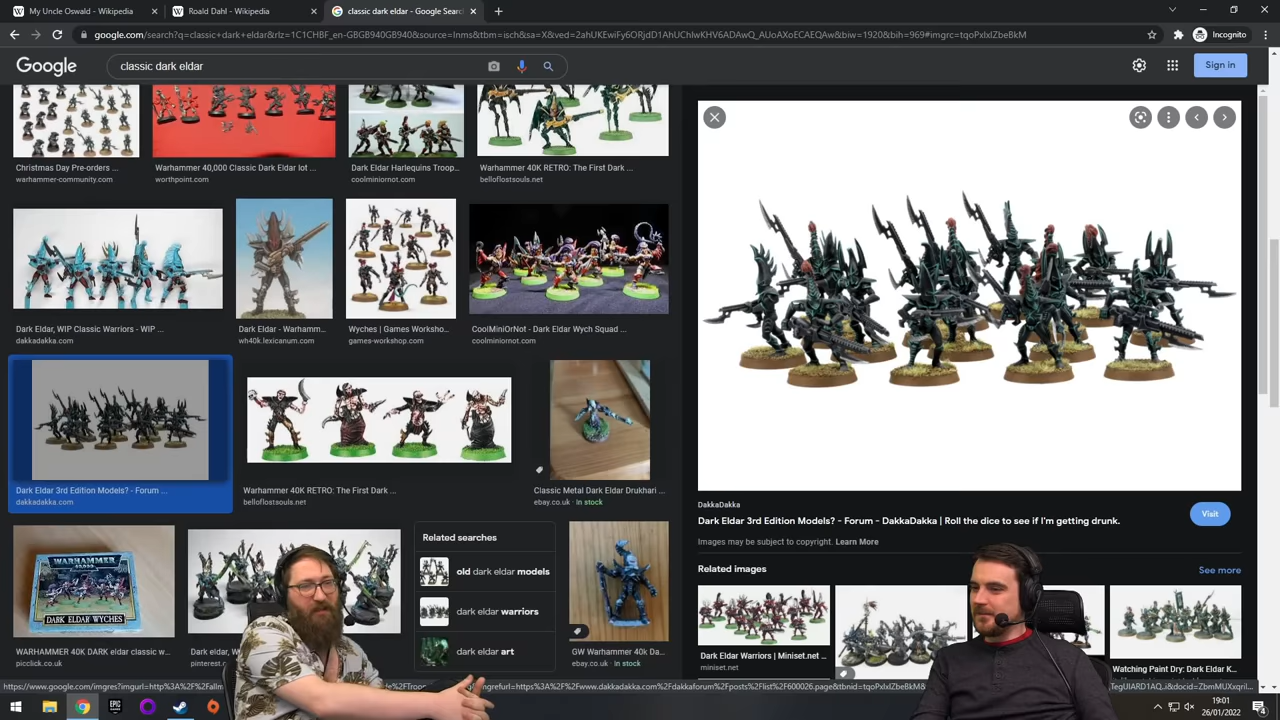 My Uncle Oswald - Wikipedia
Roald Dahl - Wikipedia
classic dark eldar - Google Searc
google.com/search?q=classic+dark+eldar&rlz=1C1CHBF_en-GBGB940GB940&source=lnms&tbm=isch&sa=X&ved=
Incognito
Google
classic dark eldar
Sign in
Christmas Day Pre-orders ...
warhammer-community.com
Warhammer 40,000 Classic Dark Eldar lot ...
worthpoint.com
Dark Eldar Harlequins Troop...
coolminiornot.com
Warhammer 40K RETRO: The First Dark ...
belloflostsouls.net
Dark Eldar, WIP Classic Warriors - WIP ...
dakkadakka.com
Dark Eldar - Warhamm...
wh40k.lexicanum.com
Wyches | Games Worksho...
games-workshop.com
CoolMiniOrNot - Dark Eldar Wych Squad ...
coolminiornot.com
Dark Eldar 3rd Edition Models? - Forum ...
dakkadakka.com
Warhammer 40K RETRO: The First Dark ...
belloflostsouls.net
Classic Metal Dark Eldar Drukhari ...
ebay.co.uk · In stock
WARHAMMER
DARK ELDAR WYCHES
WARHAMMER 40K DARK eldar classic w...
picclick.co.uk
Dark eldar, W
pinterest.c
Related searches
old dark eldar models
dark eldar warriors
dark eldar art
GW Warhammer 40k Da...
ebay.co.uk · In stock
DakkaDakka
Dark Eldar 3rd Edition Models? - Forum - DakkaDakka | Roll the dice to see if I'm getting drunk.
Visit
Images may be subject to copyright. Learn More
Related images
See more
Dark Eldar Warriors | Miniset.net ...
miniset.net
Watching Paint Dry: Dark Eldar K...
EPIC
19:01
26/01/2022
4